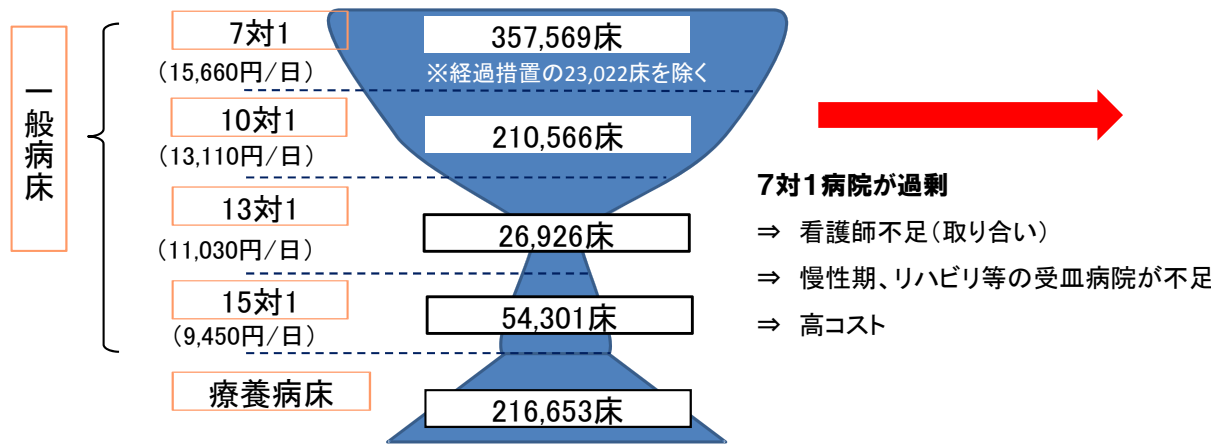 一般病床
7対1
357,569床
(15,660円/日)
※経過措置の23,022床を除く
10対1
210,566床
(13,110円/日)
7対1病院が過剰
13対1
26,926床
⇒ 看護師不足(取り合い)
(11,030円/日)
⇒ 慢性期、リハビリ等の受皿病院が不足
15対1
54,301床
⇒ 高コスト
(9,450円/日)
療養病床
216,653床